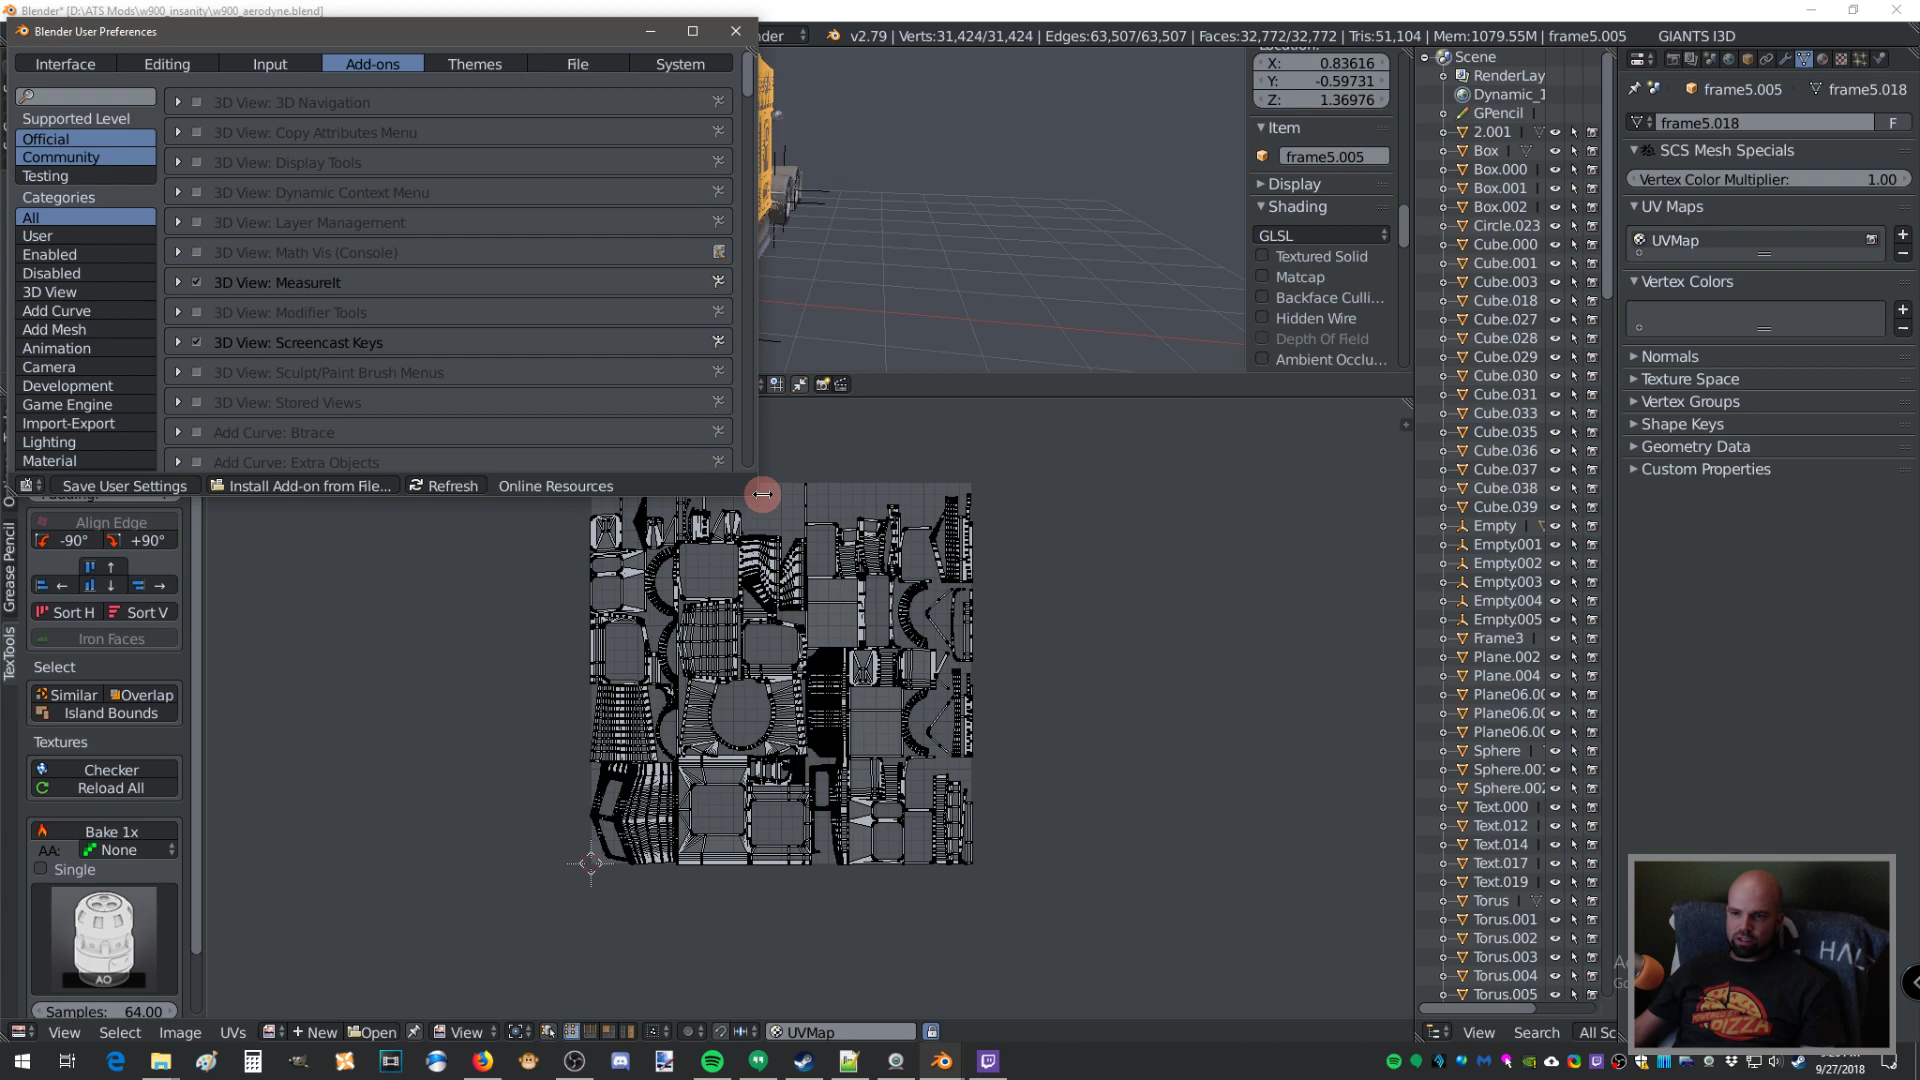 Blender* [D:\ATS Mods\w900_insanity\w900_aerodyne.blend]
Blender User Preferences
v2.79 | Verts:31,424/31,424 | Edges:63,507/63,507 | Faces:32,772/32,772 | Tris:51,104 | Mem:1079.55M | frame5.005
GIANTS I3D
Interface
Editing
Input
Add-ons
Themes
File
System
Supported Level
Official
Community
Testing
Categories
All
User
Enabled
Disabled
3D View
Add Curve
Add Mesh
Animation
Camera
Development
Game Engine
Import-Export
Lighting
Material
3D View: 3D Navigation
3D View: Copy Attributes Menu
3D View: Display Tools
3D View: Dynamic Context Menu
3D View: Layer Management
3D View: Math Vis (Console)
3D View: MeasureIt
3D View: Modifier Tools
3D View: Screencast Keys
3D View: Sculpt/Paint Brush Menus
3D View: Stored Views
Add Curve: Btrace
Add Curve: Extra Objects
Save User Settings
Install Add-on from File...
Refresh
Online Resources
X: 0.83616
Y: -0.59731
Z: 1.36976
Item
frame5.005
Display
Shading
GLSL
Textured Solid
Matcap
Backface Culli...
Hidden Wire
Depth Of Field
Ambient Occlu...
Scene
RenderLay
Dynamic_1
GPencil
2.001
Box
Box.000
Box.001
Box.002
Circle.023
Cube.000
Cube.001
Cube.003
Cube.018
Cube.027
Cube.028
Cube.029
Cube.030
Cube.031
Cube.033
Cube.035
Cube.036
Cube.037
Cube.038
Cube.039
Empty
Empty.001
Empty.002
Empty.003
Empty.004
Empty.005
Frame3
Plane.002
Plane.004
Plane06.00
Plane06.00
Plane06.00
Sphere
Sphere.00
Sphere.002
Text.000
Text.012
Text.014
Text.017
Text.019
Torus
Torus.001
Torus.002
Torus.003
Torus.004
Torus.005
View
Search
All Sc
frame5.005
frame5.018
frame5.018
F
SCS Mesh Specials
Vertex Color Multiplier: 1.00
UV Maps
UVMap
Vertex Colors
Normals
Texture Space
Vertex Groups
Shape Keys
Geometry Data
Custom Properties
Grease Pencil
TexTools
Align Edge
-90°
+90°
Sort H
Sort V
Iron Faces
Select
Similar
Overlap
Island Bounds
Textures
Checker
Reload All
Bake 1x
AA: None
Single
AO
Samples: 64.00
View
Select
Image
UVs
New
Open
View
UVMap
HAL
POWERED BY
PIZZA
9/27/2018